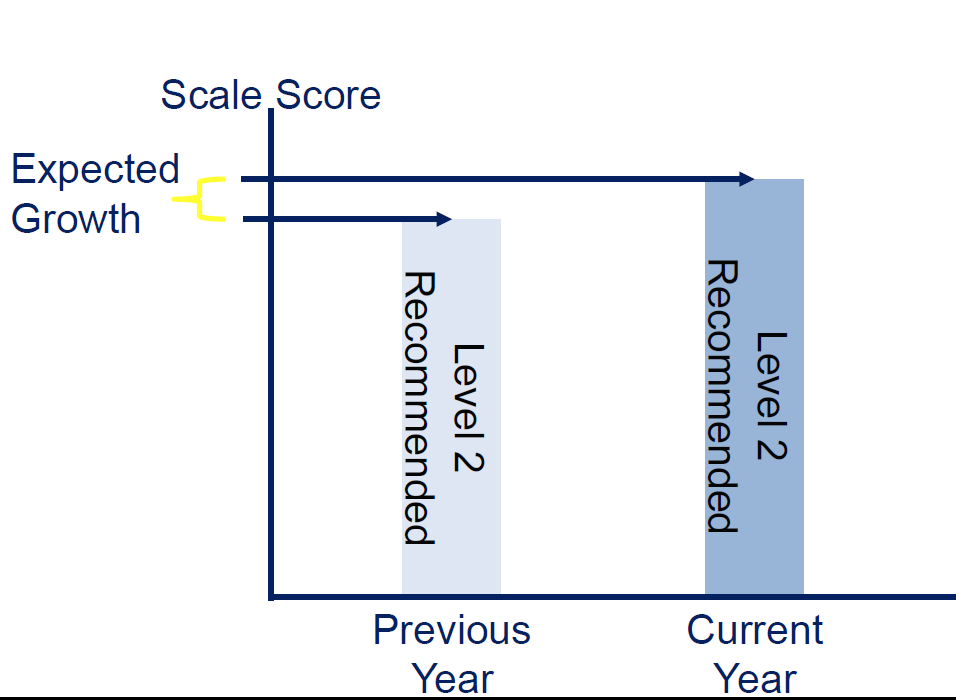 Scale Score
Expected
Growth
Level 2
Recommended
Level 2
Recommended
Previous
Year
Current
Year